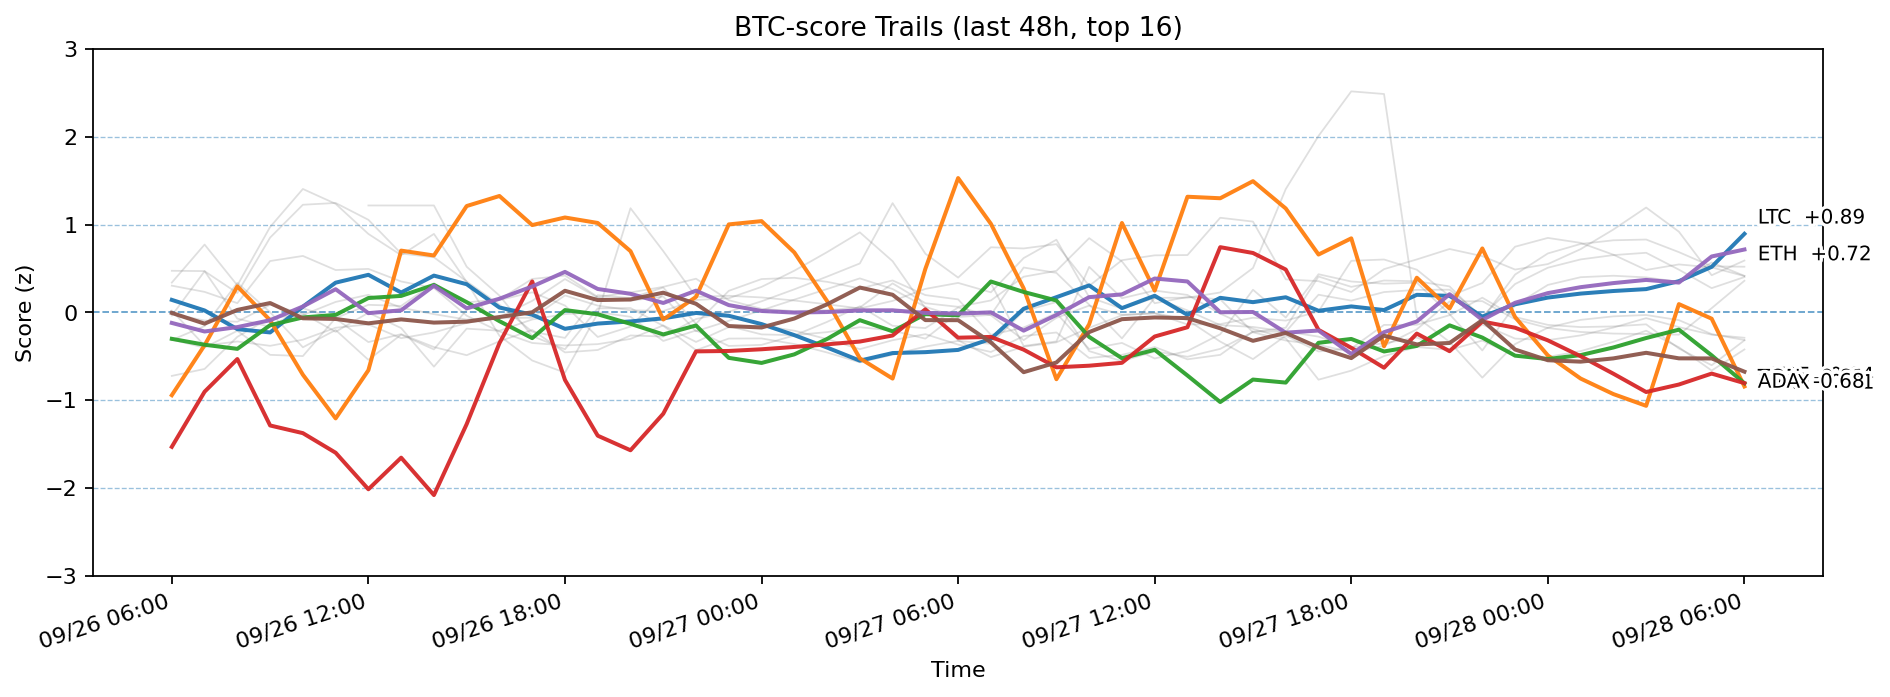 BTC-score Trails (last 48h, top 16)
Score (z)
3
2
1
0
−1
−2
−3
LTC +0.89
ETH +0.72
ADA -0.68
09/26 06:00
09/26 12:00
09/26 18:00
09/27 00:00
09/27 06:00
09/27 12:00
09/27 18:00
09/28 00:00
09/28 06:00
Time